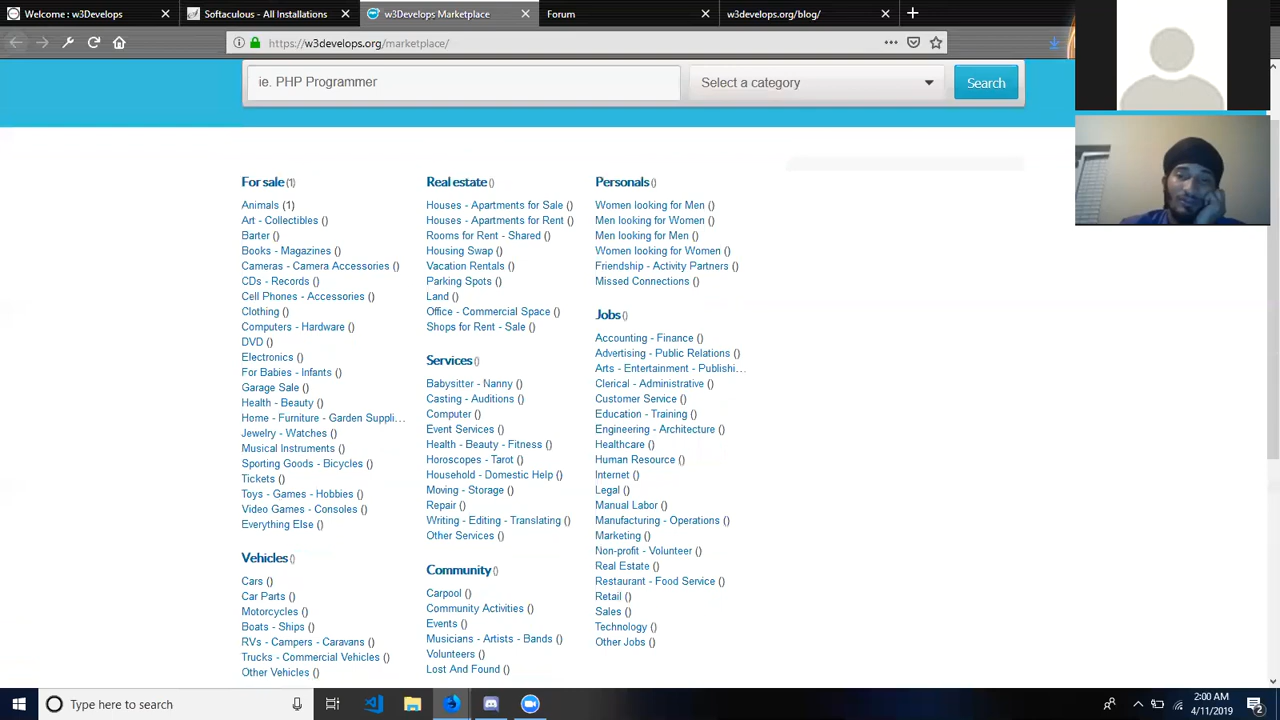 Welcome : w3Develops
Softaculous - All Installations
w3Develops Marketplace
Forum
w3develops.org/blog/
https://w3develops.org/marketplace/
ie. PHP Programmer
Select a category
Search
For sale (1)
Animals (1)
Art - Collectibles ()
Barter ()
Books - Magazines ()
Cameras - Camera Accessories ()
CDs - Records ()
Cell Phones - Accessories ()
Clothing ()
Computers - Hardware ()
DVD ()
Electronics ()
For Babies - Infants ()
Garage Sale ()
Health - Beauty ()
Home - Furniture - Garden Suppli…
Jewelry - Watches ()
Musical Instruments ()
Sporting Goods - Bicycles ()
Tickets ()
Toys - Games - Hobbies ()
Video Games - Consoles ()
Everything Else ()
Vehicles ()
Cars ()
Car Parts ()
Motorcycles ()
Boats - Ships ()
RVs - Campers - Caravans ()
Trucks - Commercial Vehicles ()
Other Vehicles ()
Real estate ()
Houses - Apartments for Sale ()
Houses - Apartments for Rent ()
Rooms for Rent - Shared ()
Housing Swap ()
Vacation Rentals ()
Parking Spots ()
Land ()
Office - Commercial Space ()
Shops for Rent - Sale ()
Services ()
Babysitter - Nanny ()
Casting - Auditions ()
Computer ()
Event Services ()
Health - Beauty - Fitness ()
Horoscopes - Tarot ()
Household - Domestic Help ()
Moving - Storage ()
Repair ()
Writing - Editing - Translating ()
Other Services ()
Community ()
Carpool ()
Community Activities ()
Events ()
Musicians - Artists - Bands ()
Volunteers ()
Lost And Found ()
Personals ()
Women looking for Men ()
Men looking for Women ()
Men looking for Men ()
Women looking for Women ()
Friendship - Activity Partners ()
Missed Connections ()
Jobs ()
Accounting - Finance ()
Advertising - Public Relations ()
Arts - Entertainment - Publishi…
Clerical - Administrative ()
Customer Service ()
Education - Training ()
Engineering - Architecture ()
Healthcare ()
Human Resource ()
Internet ()
Legal ()
Manual Labor ()
Manufacturing - Operations ()
Marketing ()
Non-profit - Volunteer ()
Real Estate ()
Restaurant - Food Service ()
Retail ()
Sales ()
Technology ()
Other Jobs ()
Type here to search
2:00 AM
4/11/2019
2